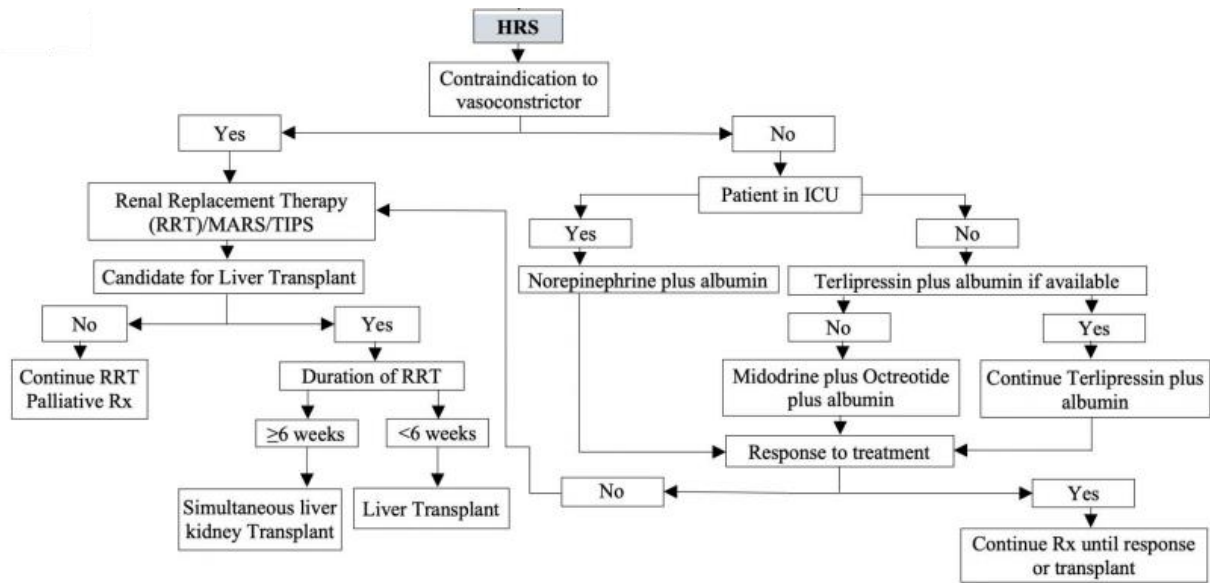 HRS
Contraindication to
vasoconstrictor
Yes
No
Renal Replacement Therapy
(RRT)/MARS/TIPS
Patient in ICU
Yes
No
Candidate for Liver Transplant
Norepinephrine plus albumin
Terlipressin plus albumin if available
No
Yes
No
Yes
Continue RRT
Palliative Rx
Duration of RRT
Midodrine plus Octreotide
plus albumin
Continue Terlipressin plus
albumin
≥6 weeks
<6 weeks
Response to treatment
Simultaneous liver
kidney Transplant
Liver Transplant
No
Yes
Continue Rx until response
or transplant